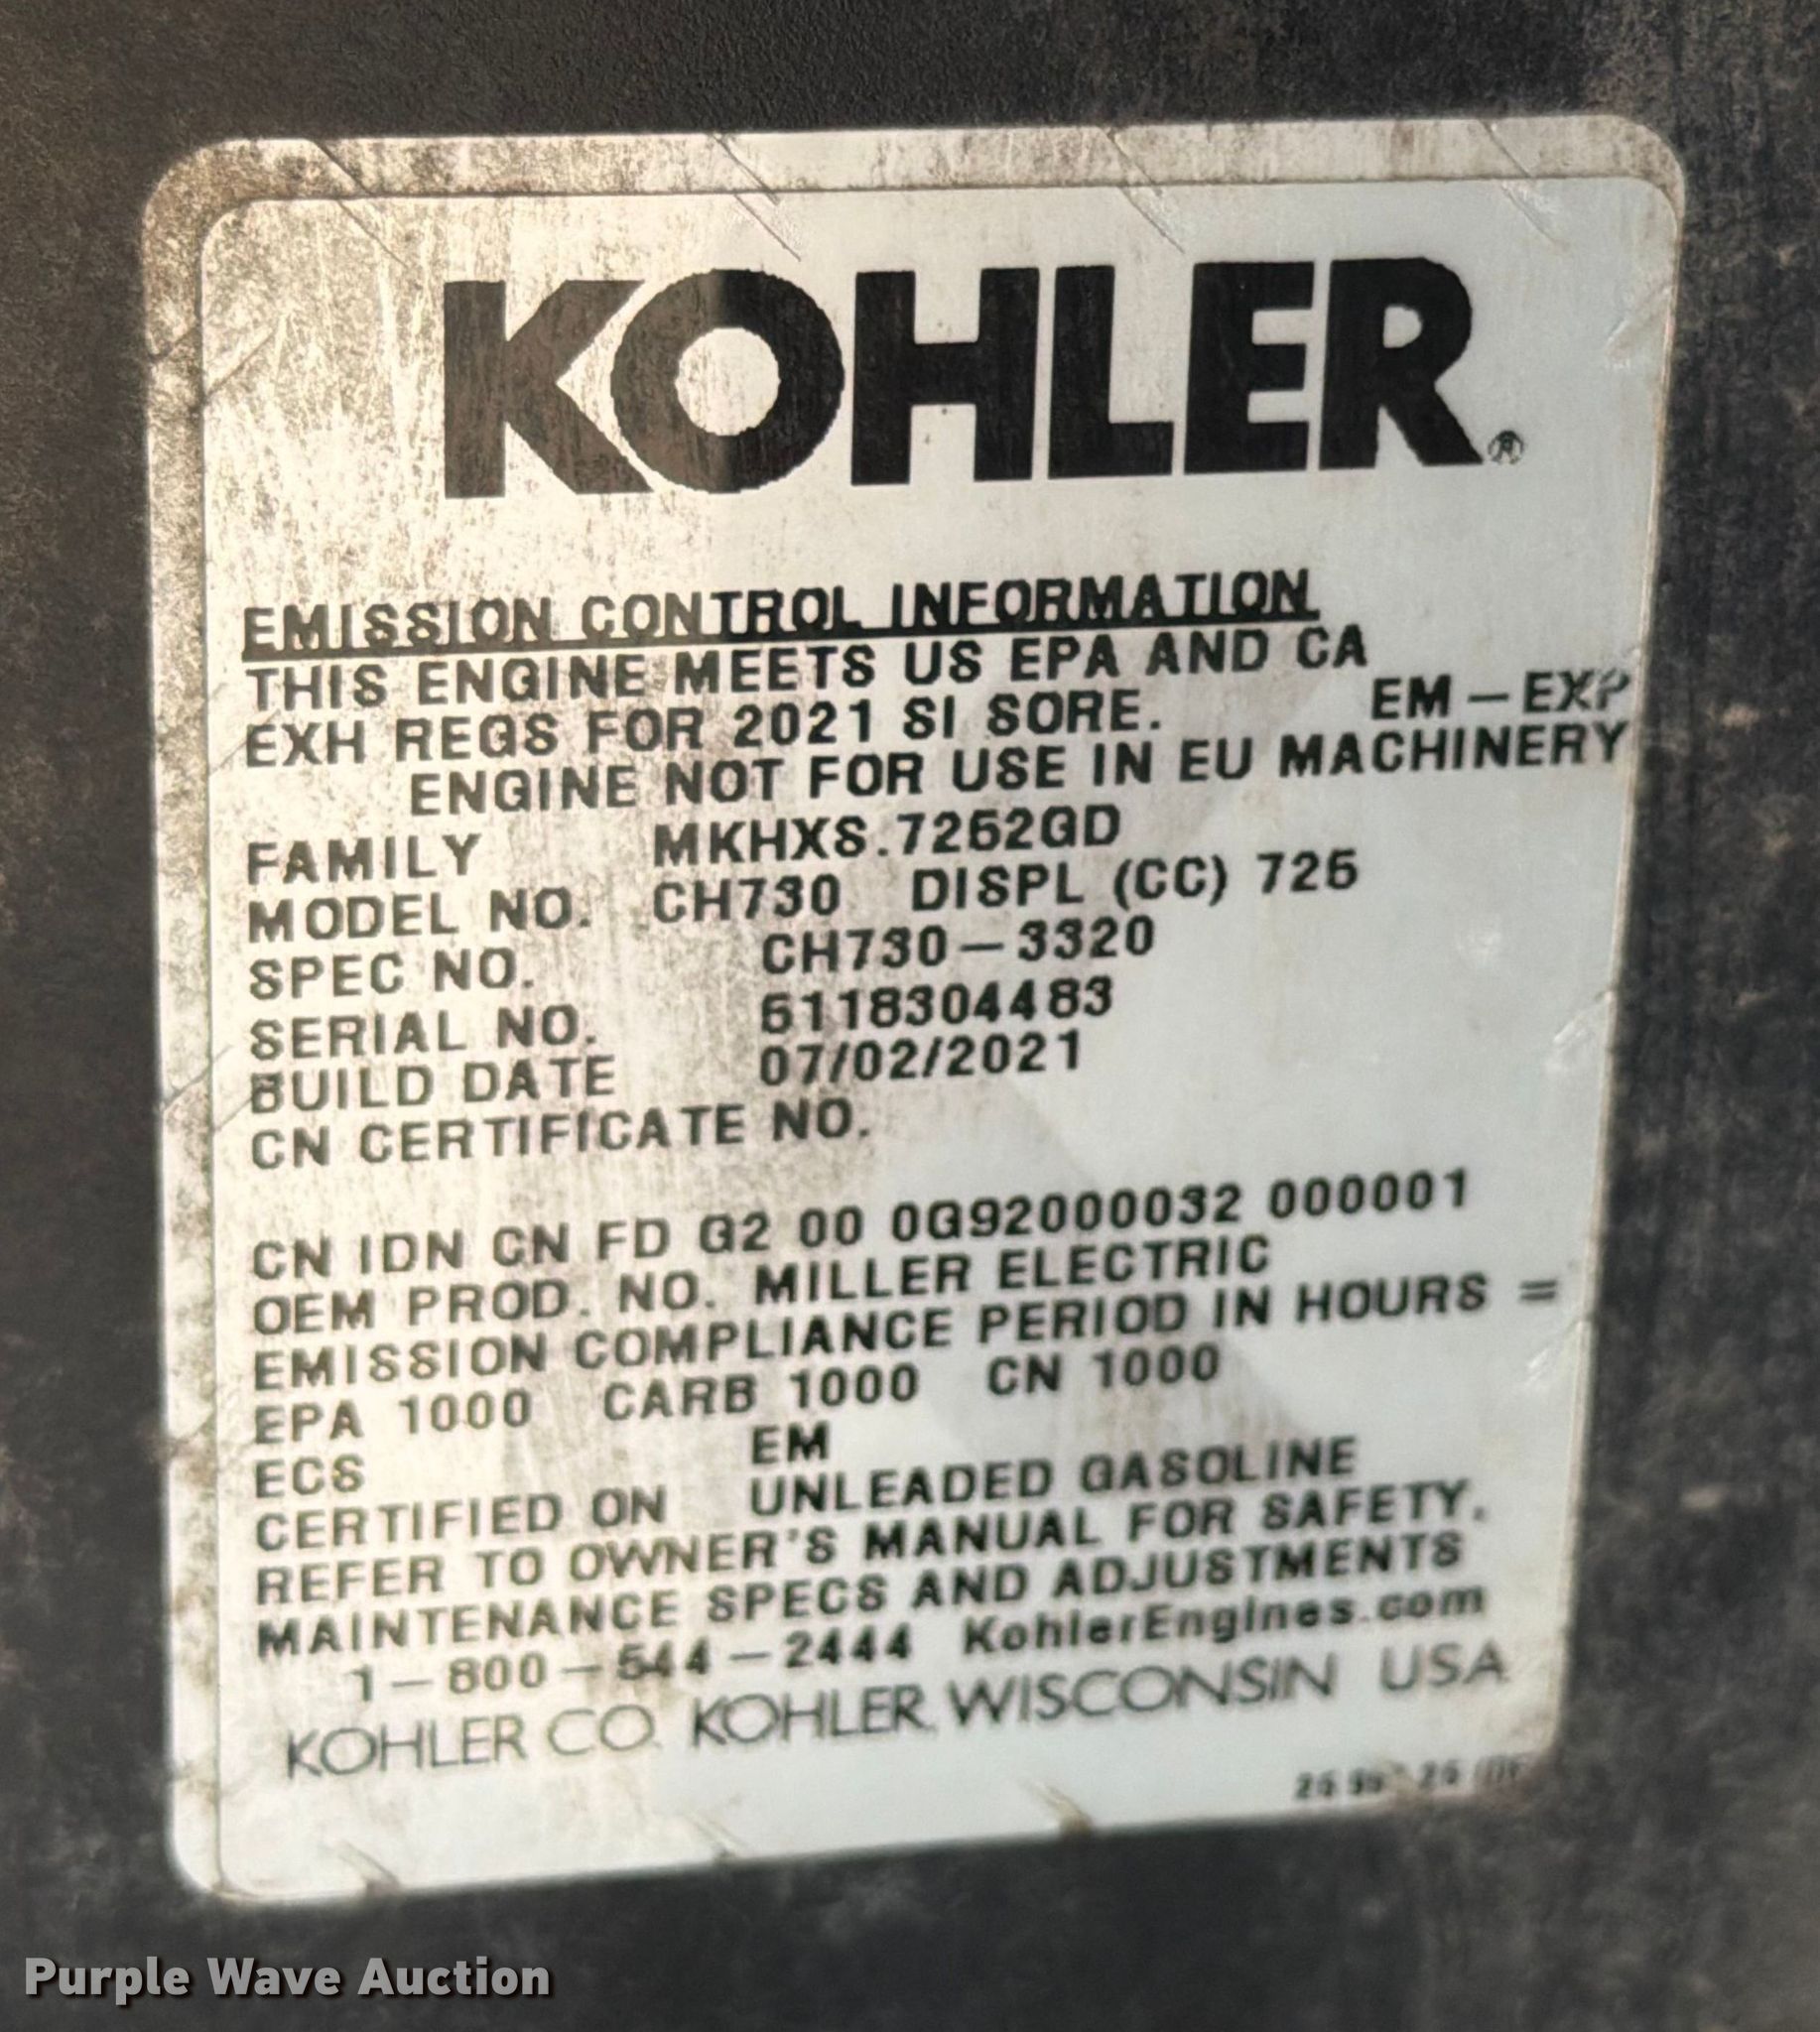 KOHLER®
EMISSION CONTROL INFORMATION
THIS ENGINE MEETS US EPA AND CA
EXH REGS FOR 2021 SI SORE. EM-EXP
ENGINE NOT FOR USE IN EU MACHINERY
FAMILY MKHXS.7252GD
MODEL NO. CH730 DISPL (CC) 725
SPEC NO. CH730-3320
SERIAL NO. 5118304483
BUILD DATE 07/02/2021
CN CERTIFICATE NO.
CN IDN CN FD G2 00 0G92000032 000001
OEM PROD. NO. MILLER ELECTRIC
EMISSION COMPLIANCE PERIOD IN HOURS =
EPA 1000 CARB 1000 CN 1000
ECS EM
CERTIFIED ON UNLEADED GASOLINE
REFER TO OWNER'S MANUAL FOR SAFETY,
MAINTENANCE SPECS AND ADJUSTMENTS
1-800-544-2444 KohlerEngines.com
KOHLER CO. KOHLER, WISCONSIN USA
Purple Wave Auction